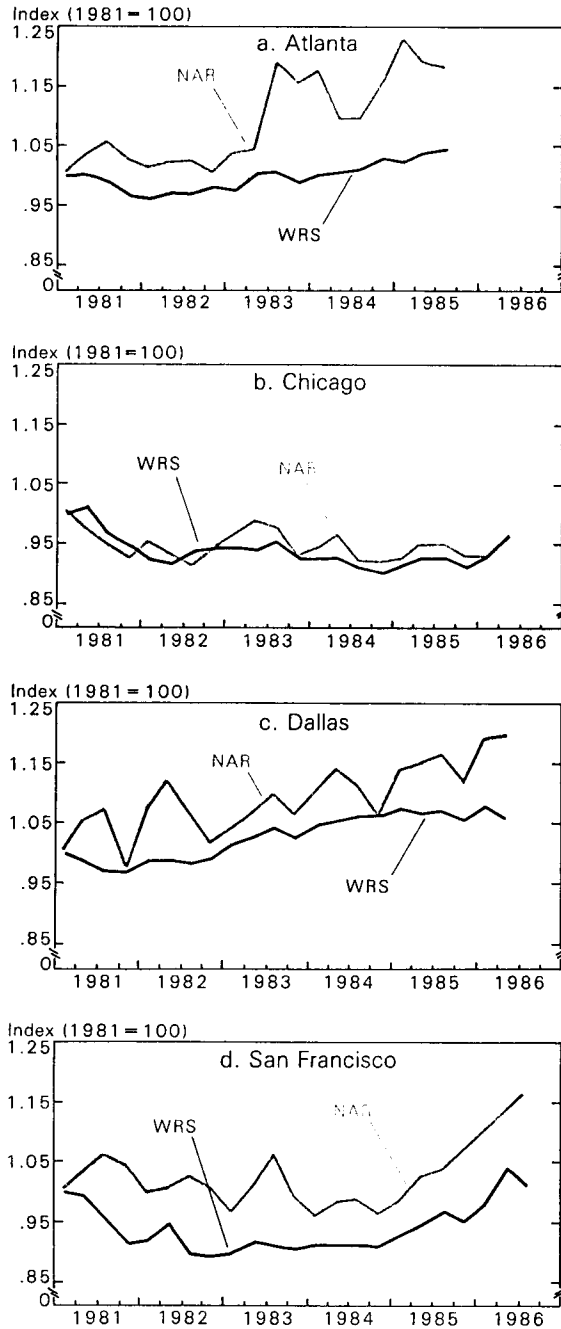 Index (1981=100)
1.25
a. Atlanta
1.15
NAR
1.05
.95
WRS
.85
0
1981 1982 1983 1984 1985 1986
Index (1981=100)
1.25
b. Chicago
1.15
WRS NAR
1.05
.95
.85
0
1981 1982 1983 1984 1985 1986
Index (1981=100)
1.25
c. Dallas
1.15
NAR
1.05
.95
WRS
.85
0
1981 1982 1983 1984 1985 1986
Index (1981=100)
1.25
d. San Francisco
1.15
WRS NAR
1.05
.95
.85
0
1981 1982 1983 1984 1985 1986